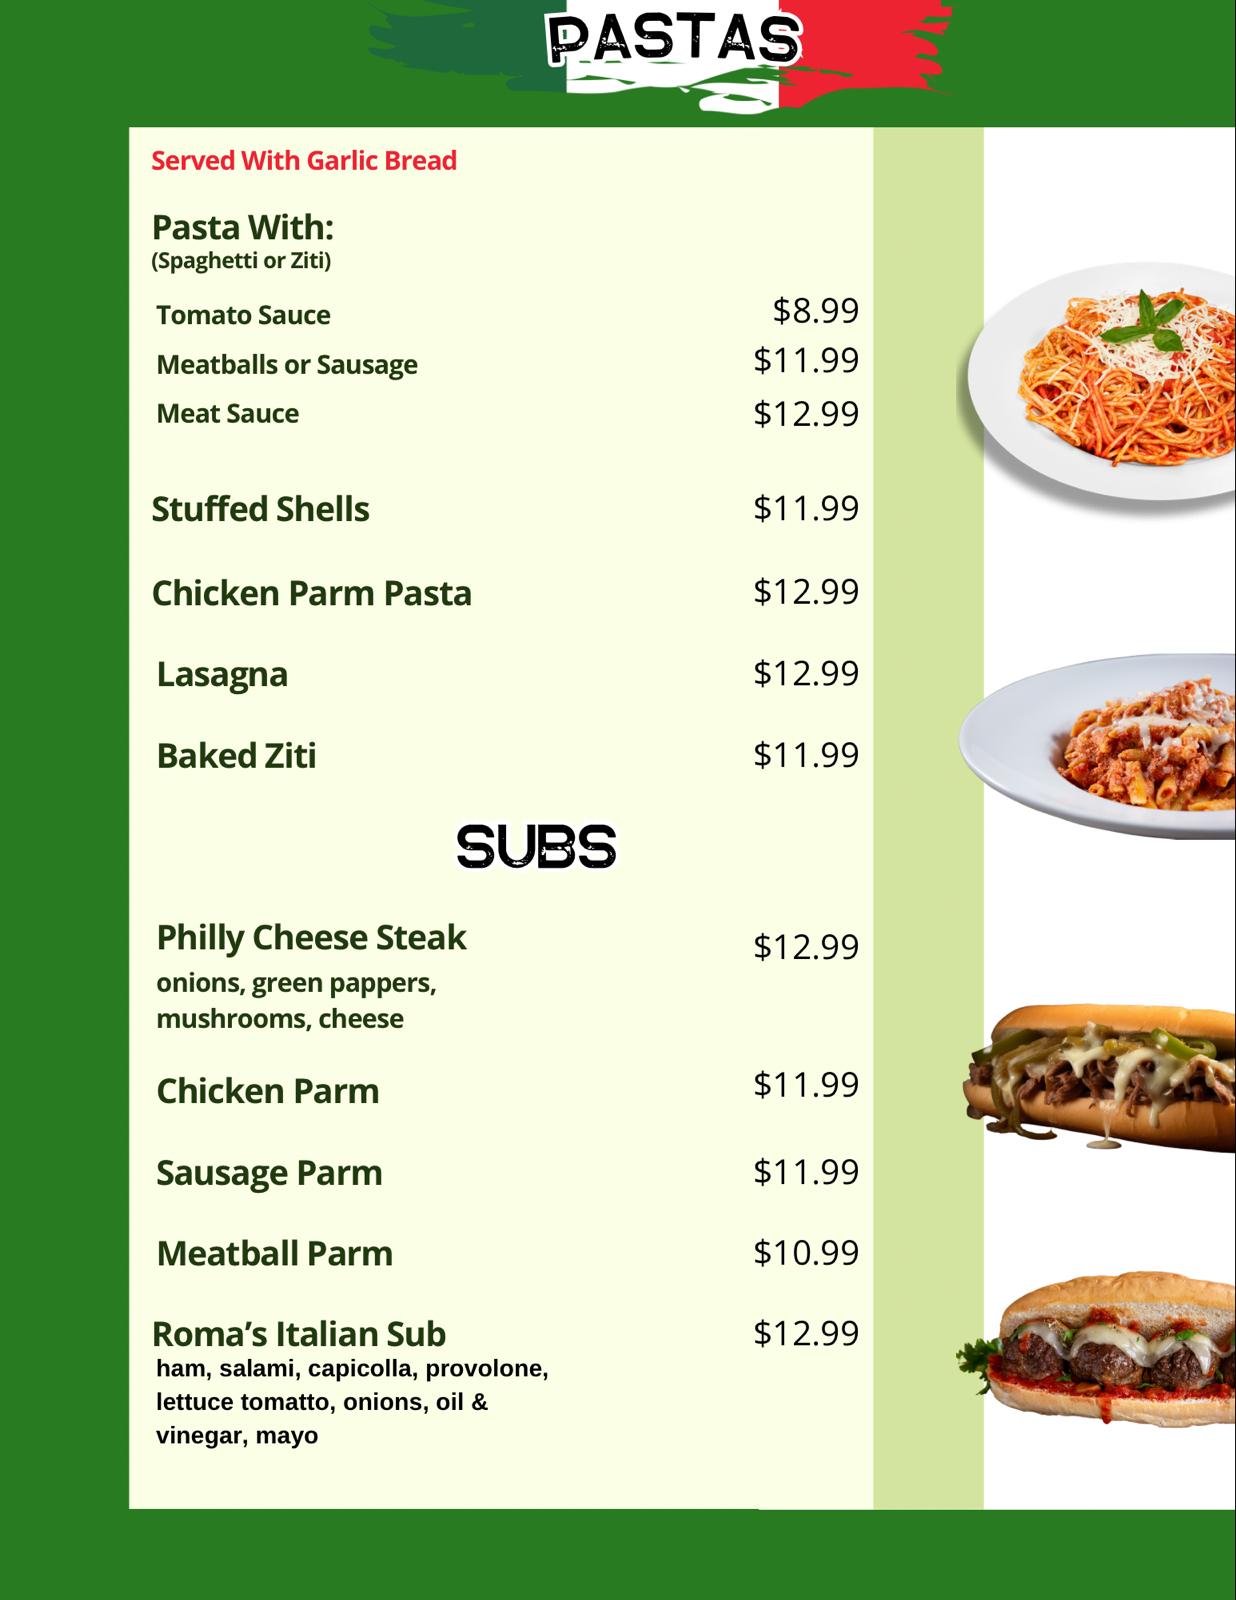 PASTAS
Served With Garlic Bread
Pasta With:
(Spaghetti or Ziti)
Tomato Sauce $8.99
Meatballs or Sausage $11.99
Meat Sauce $12.99
Stuffed Shells $11.99
Chicken Parm Pasta $12.99
Lasagna $12.99
Baked Ziti $11.99
SUBS
Philly Cheese Steak $12.99
onions, green pappers,
mushrooms, cheese
Chicken Parm $11.99
Sausage Parm $11.99
Meatball Parm $10.99
Roma’s Italian Sub $12.99
ham, salami, capicolla, provolone,
lettuce tomatto, onions, oil &
vinegar, mayo